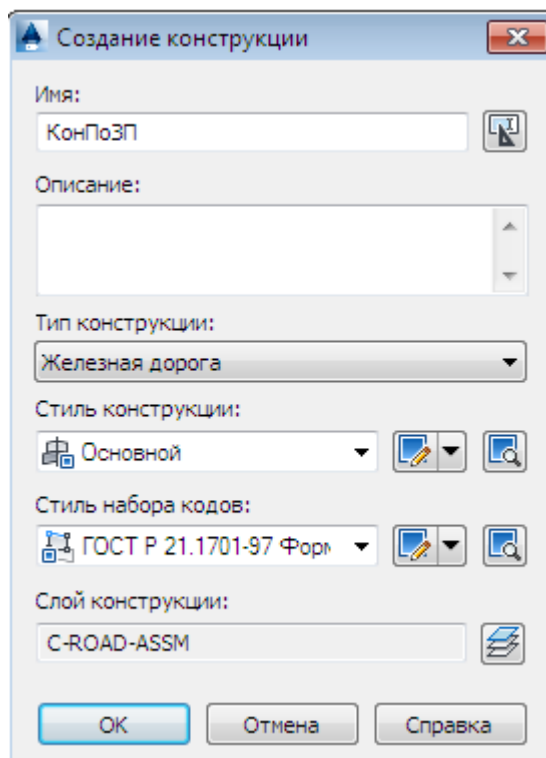 Создание конструкции
Имя:
КонПоЗП
Описание:
Тип конструкции:
Железная дорога
Стиль конструкции:
Основной
Стиль набора кодов:
ГОСТ Р 21.1701-97 Форм
Слой конструкции:
C-ROAD-ASSM
ОК Отмена Справка